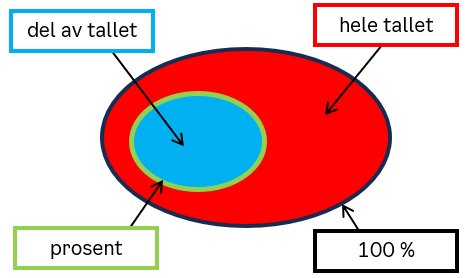 del av tallet
hele tallet
prosent
100 %